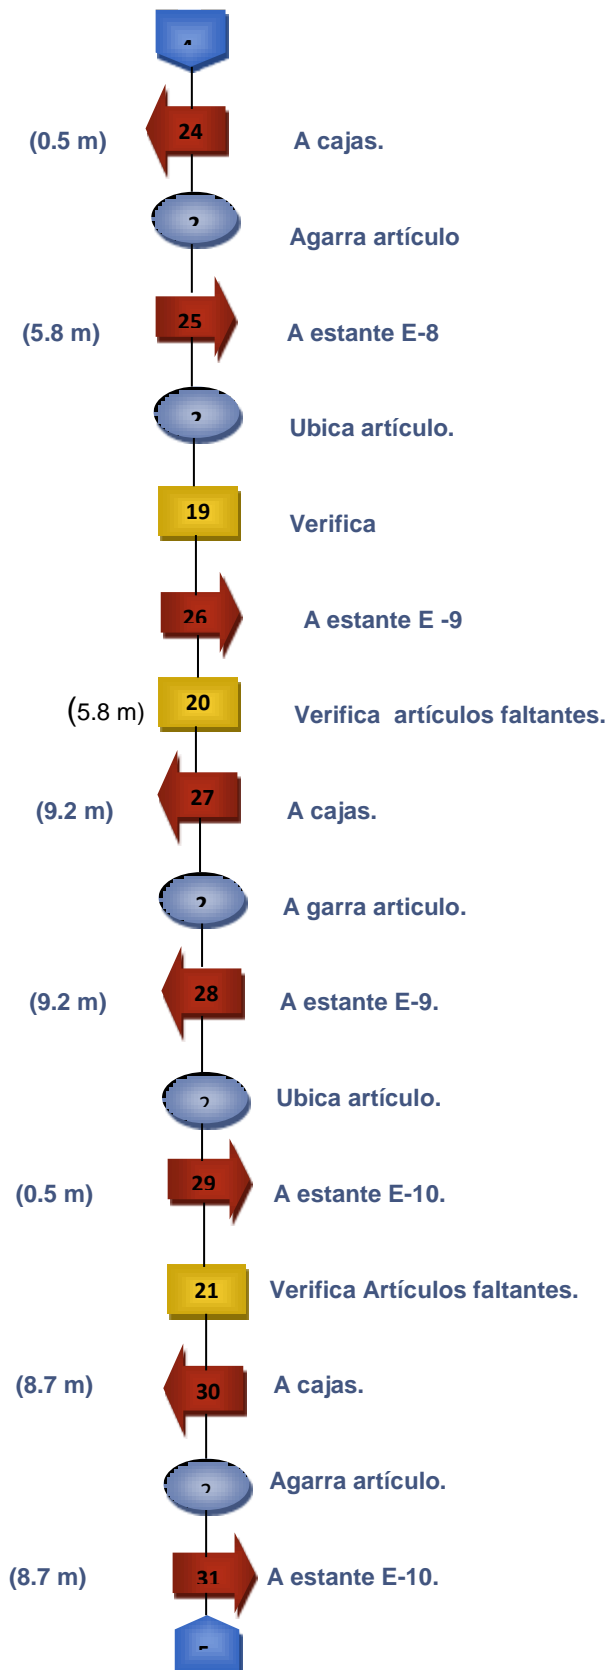 (0.5 m) 24 A cajas.
Agarra artículo
(5.8 m) 25 A estante E-8
Ubica artículo.
19 Verifica
26 A estante E -9
(5.8 m) 20 Verifica artículos faltantes.
(9.2 m) 27 A cajas.
A garra articulo.
(9.2 m) 28 A estante E-9.
Ubica artículo.
(0.5 m) 29 A estante E-10.
21 Verifica Artículos faltantes.
(8.7 m) 30 A cajas.
Agarra artículo.
(8.7 m) 31 A estante E-10.